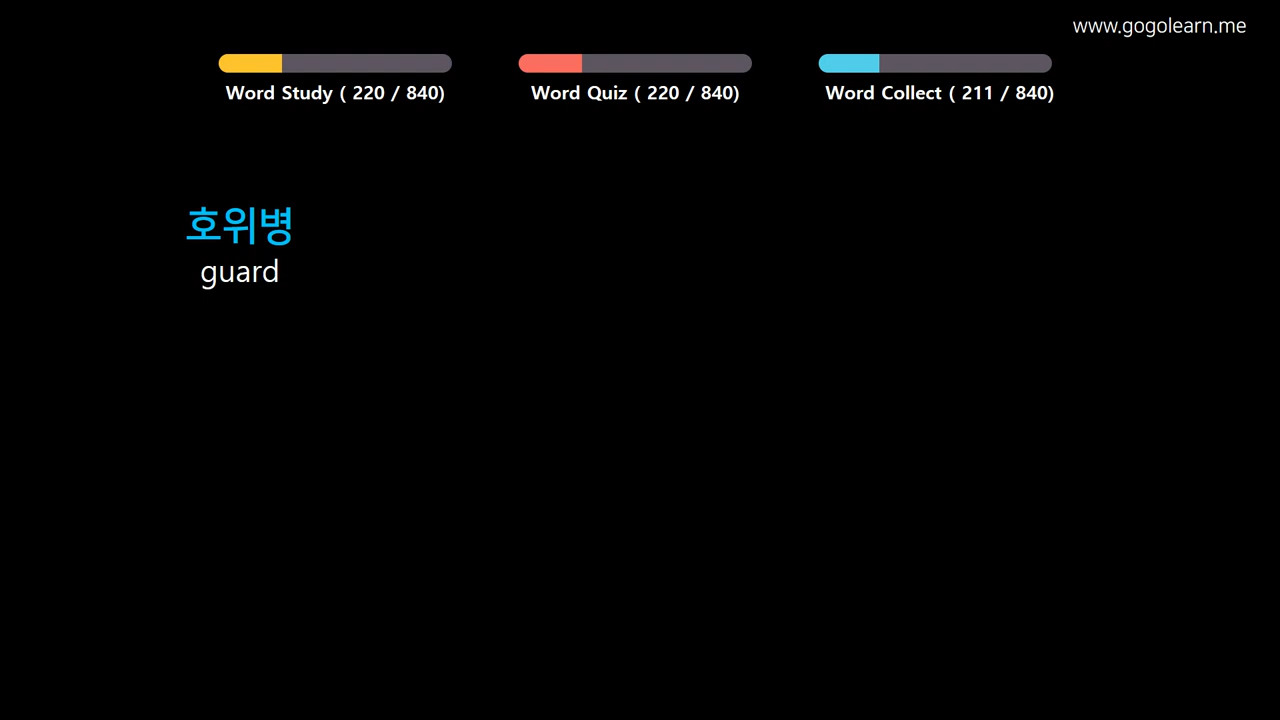 www.gogolearn.me
Word Study ( 220 / 840)
Word Quiz ( 220 / 840)
Word Collect ( 211 / 840)
호위병
guard